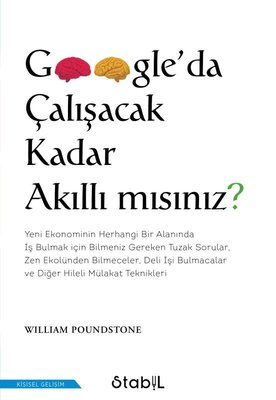 Google'da
Çalışacak
Kadar
Akıllı mısınız?
Yeni Ekonominin Herhangi Bir Alanında
İş Bulmak için Bilmeniz Gereken Tuzak Sorular,
Zen Ekolünden Bilmeceler, Deli İşi Bulmacalar
ve Diğer Hileli Mülakat Teknikleri
WILLIAM POUNDSTONE
KİŞİSEL GELİŞİM
StabiL